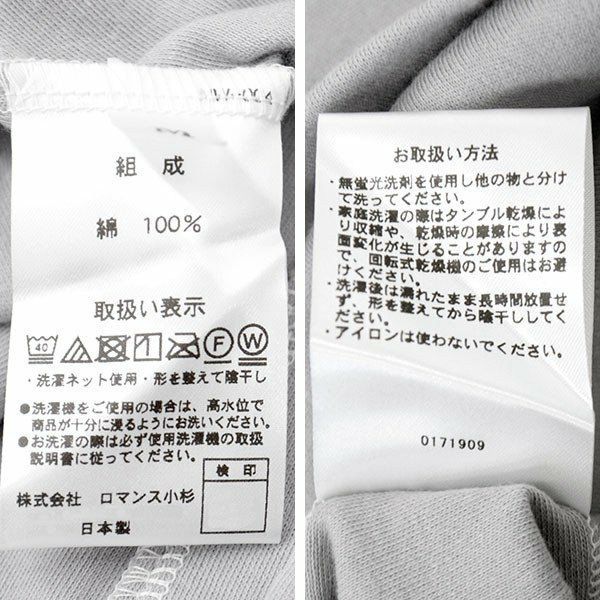 組成
綿 100%
取扱い表示
40 F W
・洗濯ネット使用・形を整えて陰干し
●洗濯機をご使用の場合は、高水位で
商品が十分に浸るようにお洗いください。
●お洗濯の際は必ず使用洗濯機の取扱
説明書に従ってください。
検印
株式会社 ロマンス小杉
日本製
お取扱い方法
・無蛍光洗剤を使用し他の物と分け
て洗ってください。
・家庭洗濯の際はタンブル乾燥によ
り収縮や、乾燥時の摩擦により表
面変化が生じることがありますの
で、回転式乾燥機のご使用はお避
けください。
・洗濯後は濡れたまま長時間放置せ
ず、形を整えてから陰干ししてく
ださい。
・アイロンは使わないでください。
0171909